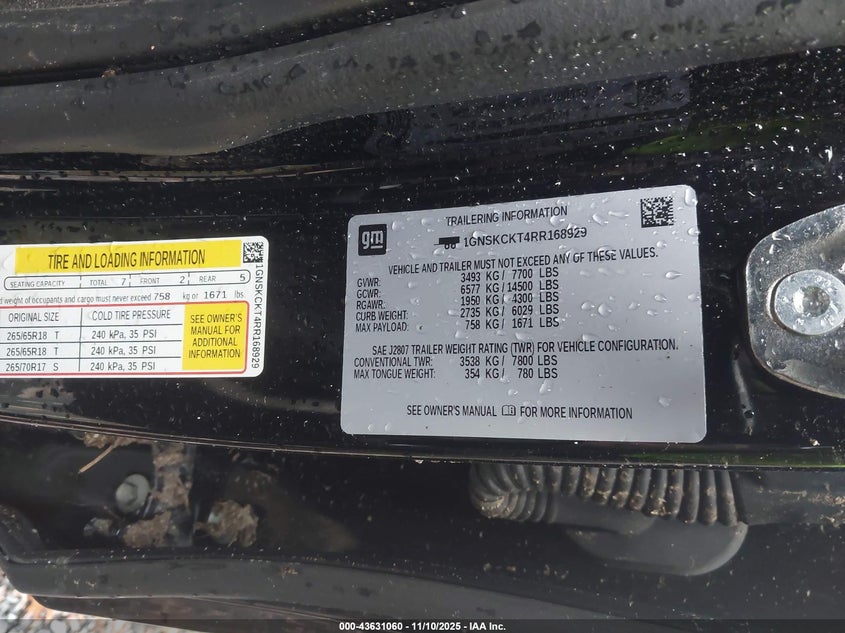 TIRE AND LOADING INFORMATION
SEATING CAPACITY TOTAL 7 FRONT 2 REAR 5
weight of occupants and cargo must never exceed 758 kg or 1671 lbs
ORIGINAL SIZE COLD TIRE PRESSURE
265/65R18 T 240 kPa, 35 PSI
265/65R18 T 240 kPa, 35 PSI
265/70R17 S 240 kPa, 35 PSI
SEE OWNER'S
MANUAL FOR
ADDITIONAL
INFORMATION
1GNSKCKT4RR168929
gm
TRAILERING INFORMATION
1GNSKCKT4RR168929
VEHICLE AND TRAILER MUST NOT EXCEED ANY OF THESE VALUES.
GVWR: 3493 KG / 7700 LBS
GCWR: 6577 KG / 14500 LBS
RGAWR: 1950 KG / 4300 LBS
CURB WEIGHT: 2735 KG / 6029 LBS
MAX PAYLOAD: 758 KG / 1671 LBS
SAE J2807 TRAILER WEIGHT RATING (TWR) FOR VEHICLE CONFIGURATION.
CONVENTIONAL TWR: 3538 KG / 7800 LBS
MAX TONGUE WEIGHT: 354 KG / 780 LBS
SEE OWNER'S MANUAL FOR MORE INFORMATION
000-43631060 - 11/10/2025 - IAA Inc.